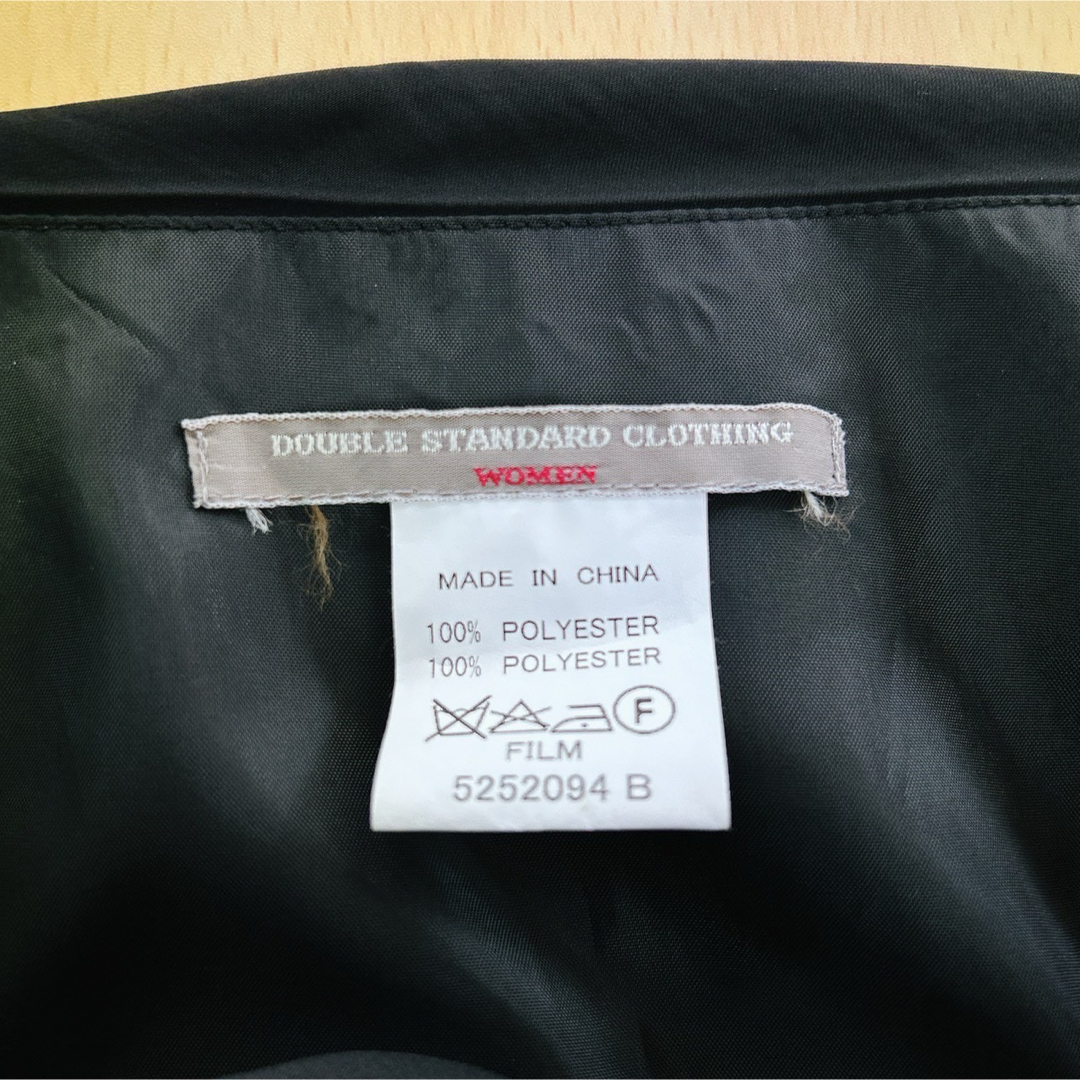 DOUBLE STANDARD CLOTHING
WOMEN
MADE IN CHINA
100% POLYESTER
100% POLYESTER
F
FILM
5252094 B